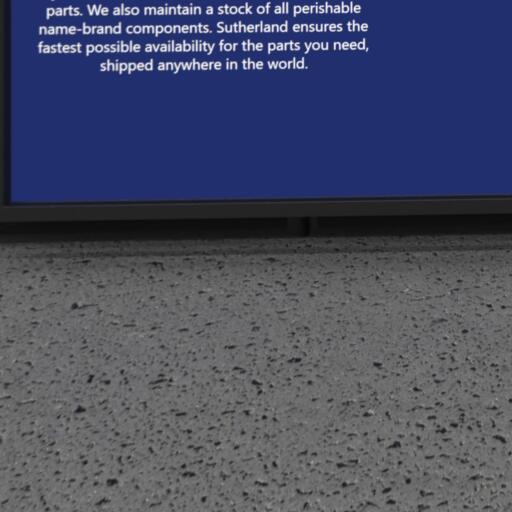 parts. We also maintain a stock of all perishable
name-brand components. Sutherland ensures the
fastest possible availability for the parts you need,
shipped anywhere in the world.